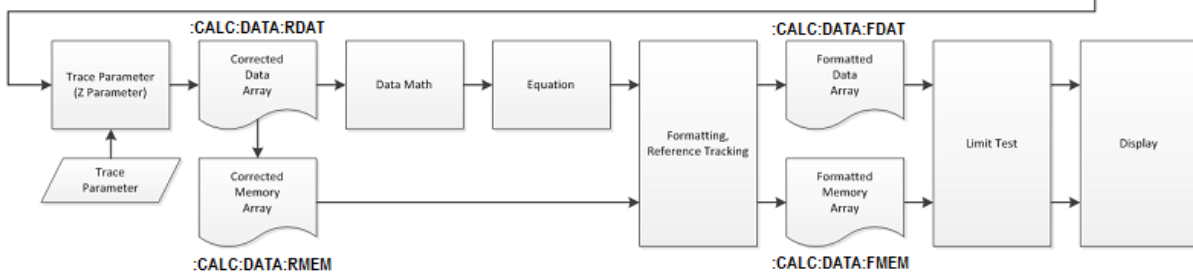 :CALC:DATA:RDAT
:CALC:DATA:FDAT
Trace Parameter
(Z Parameter)
Corrected
Data
Array
Data Math
Equation
Formatting,
Reference Tracking
Formatted
Data
Array
Limit Test
Display
Trace
Parameter
Corrected
Memory
Array
Formatted
Memory
Array
:CALC:DATA:RMEM
:CALC:DATA:FMEM